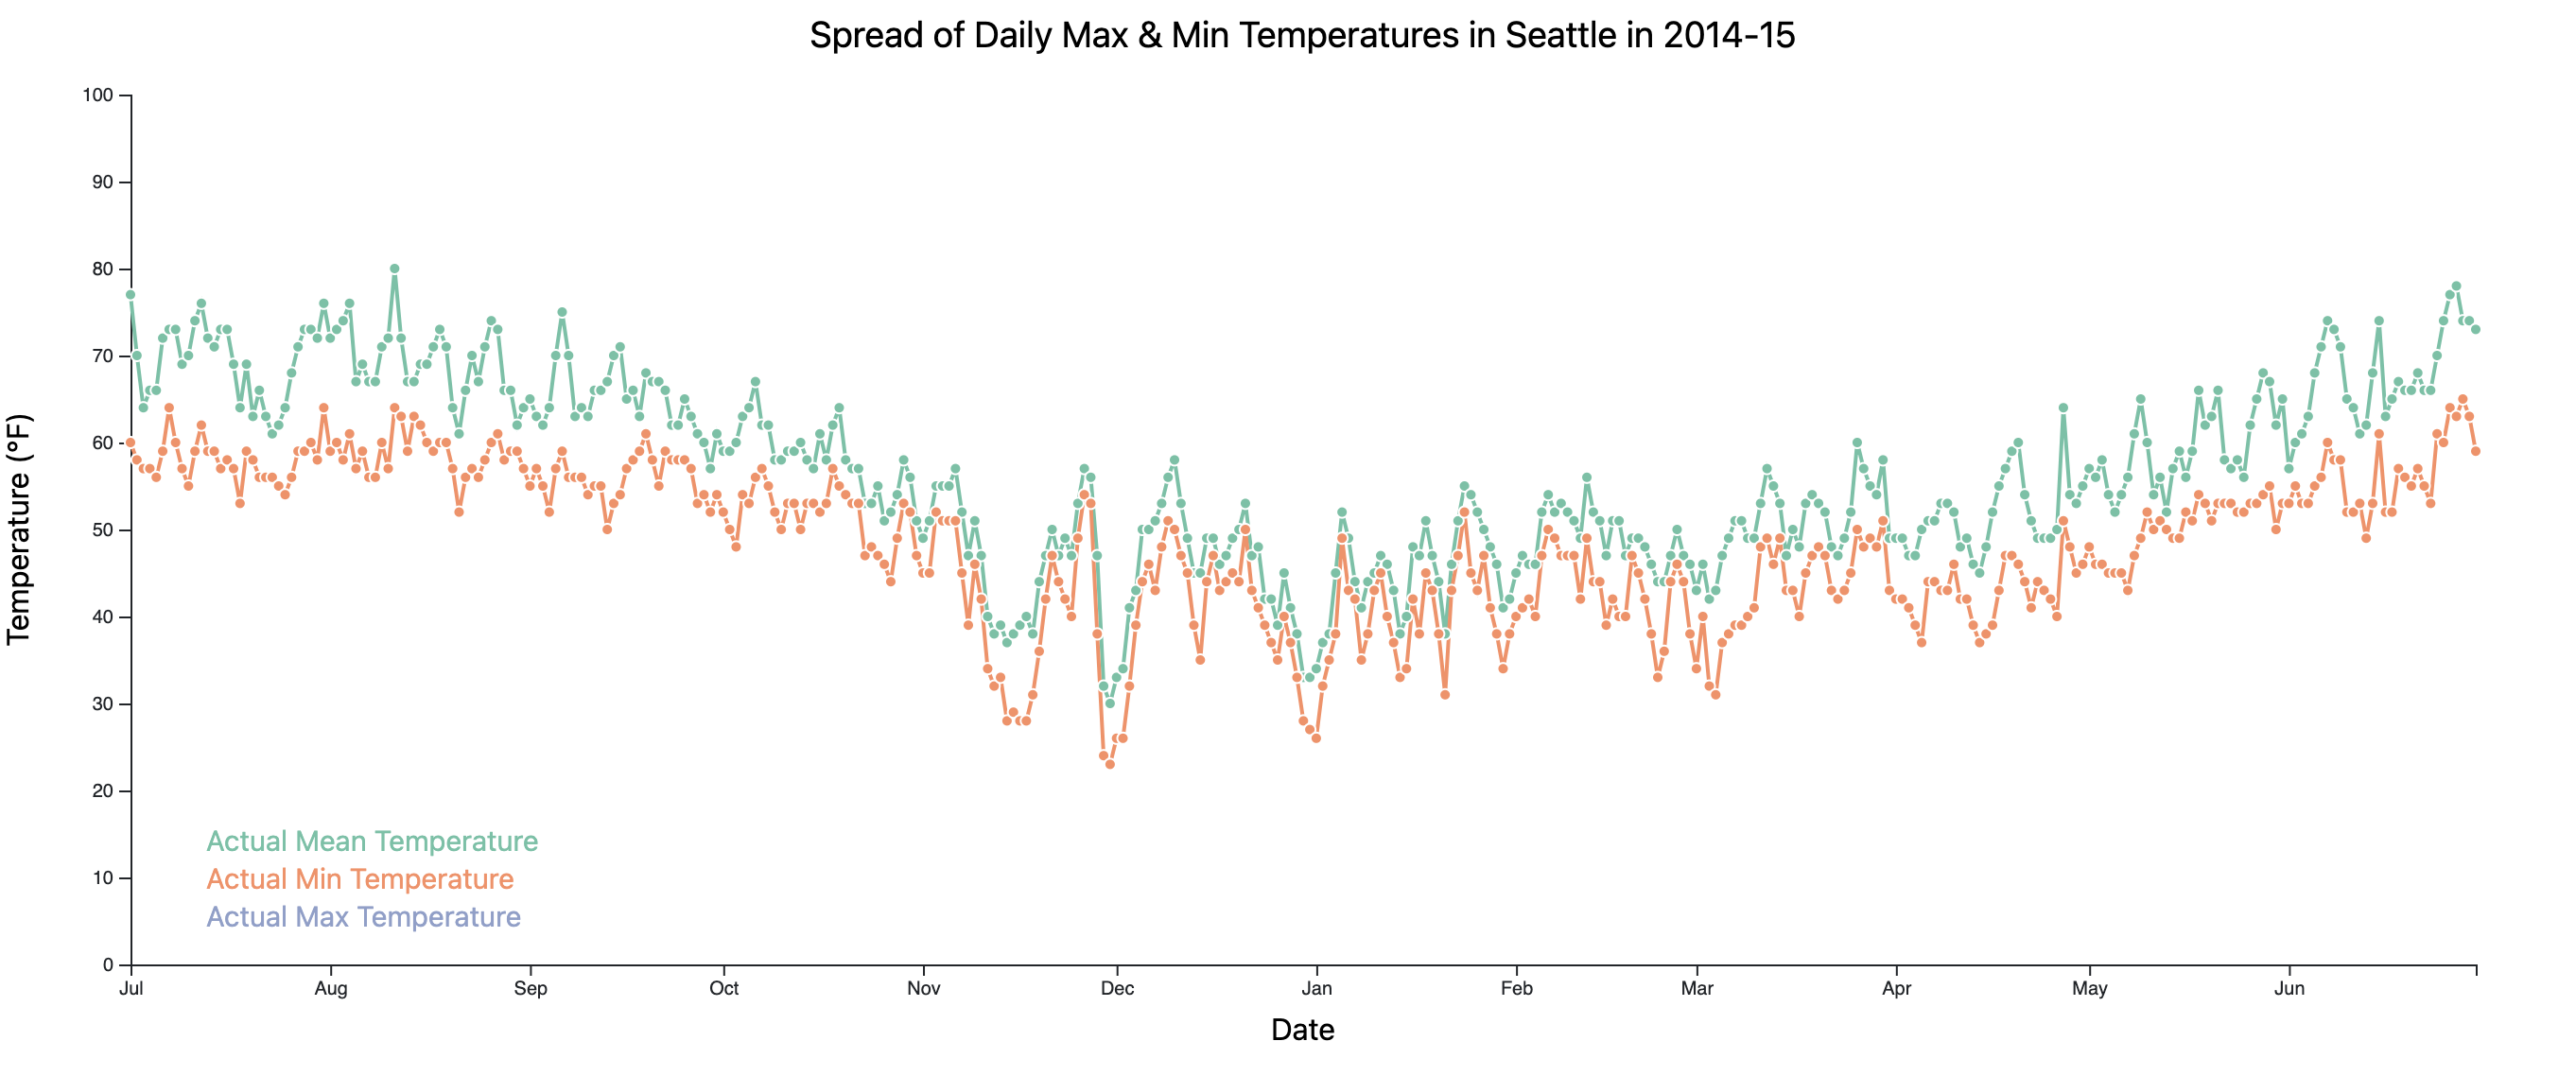 Spread of Daily Max & Min Temperatures in Seattle in 2014-15
100
90
80
70
60
50
40
30
20
10
0
Temperature (°F)
Actual Mean Temperature
Actual Min Temperature
Actual Max Temperature
Jul Aug Sep Oct Nov Dec Jan Feb Mar Apr May Jun
Date